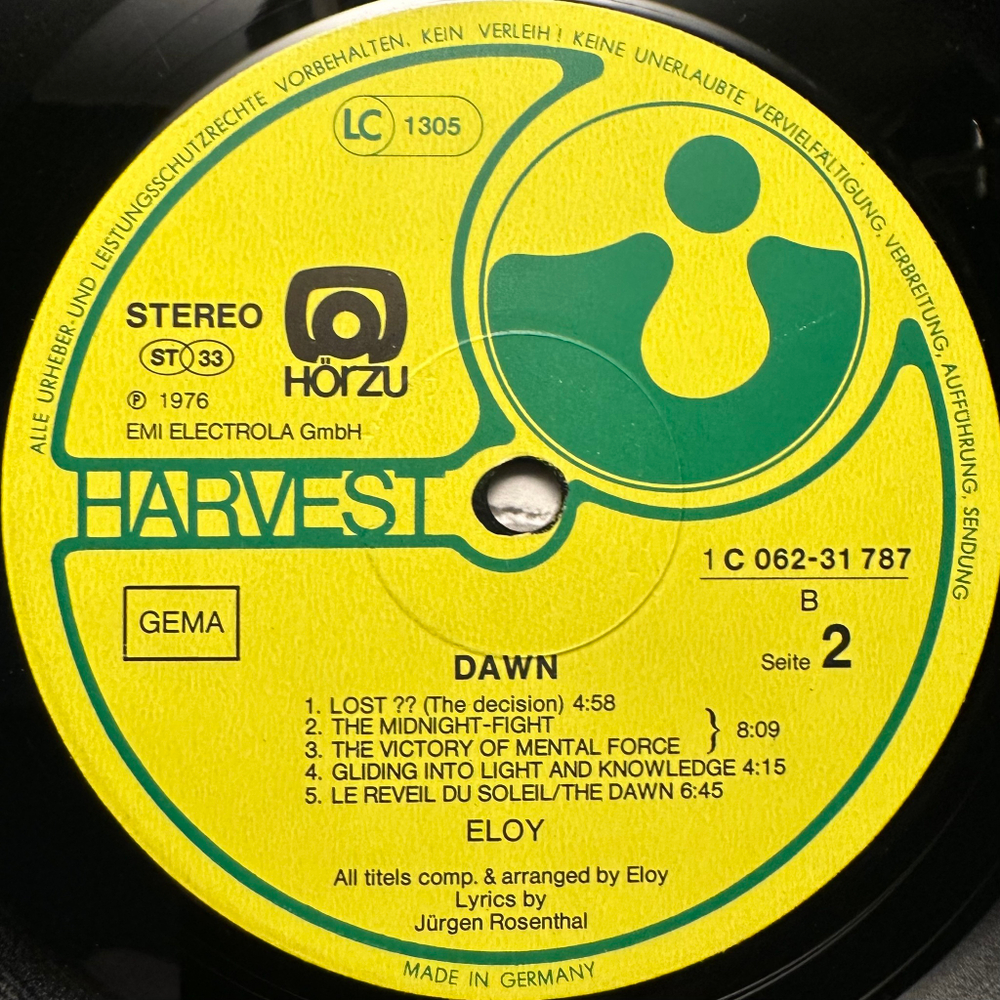 ALLE URHEBER- UND LEISTUNGSSCHUTZRECHTE VORBEHALTEN. KEIN VERLEIH! KEINE UNERLAUBTE VERVIELFÄLTIGUNG, VERBREITUNG, AUFFÜHRUNG, SENDUNG
LC 1305
STEREO
ST 33
HÖRZU
℗ 1976
EMI ELECTROLA GmbH
HARVEST
1 C 062-31 787
B
Seite 2
GEMA
DAWN
1. LOST ?? (The decision) 4:58
2. THE MIDNIGHT-FIGHT
3. THE VICTORY OF MENTAL FORCE } 8:09
4. GLIDING INTO LIGHT AND KNOWLEDGE 4:15
5. LE REVEIL DU SOLEIL/THE DAWN 6:45
ELOY
All titels comp. & arranged by Eloy
Lyrics by
Jürgen Rosenthal
MADE IN GERMANY